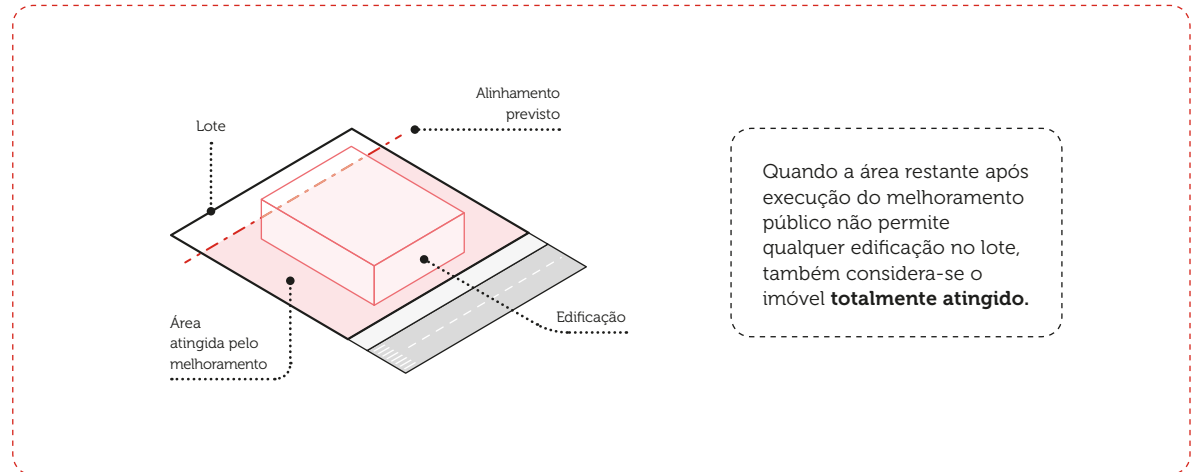 Alinhamento
previsto
Lote
Quando a área restante após
execução do melhoramento
público não permite
qualquer edificação no lote,
também considera-se o
imóvel totalmente atingido.
Área
atingida pelo
melhoramento
Edificação